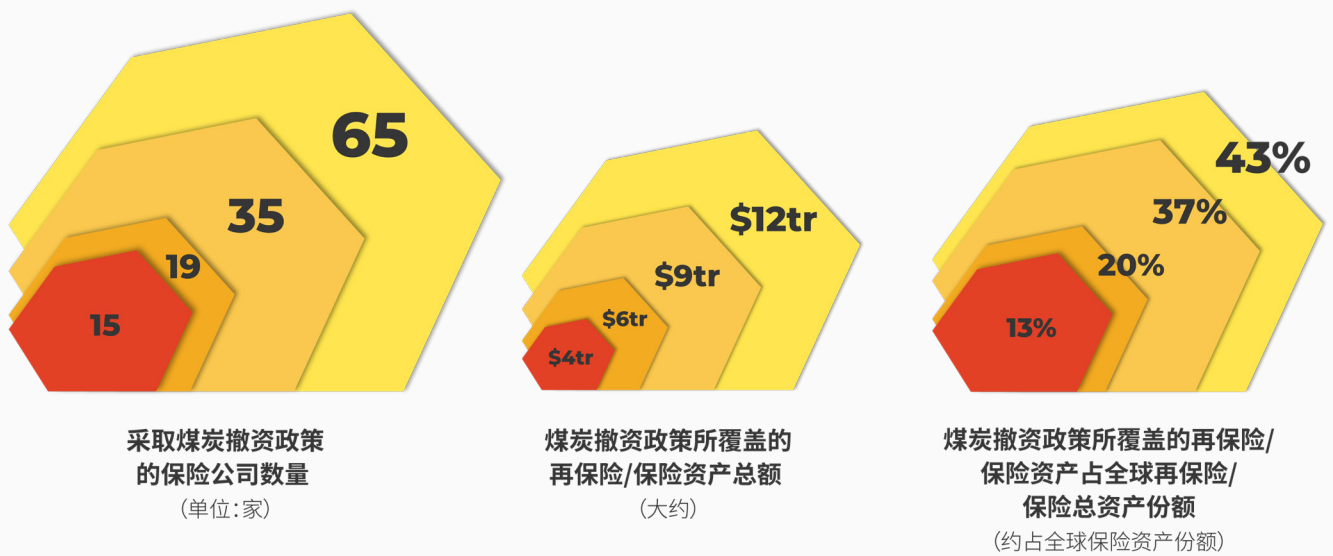 65
35
19
15
采取煤炭撤资政策
的保险公司数量
（单位：家）
$12tr
$9tr
$6tr
$4tr
煤炭撤资政策所覆盖的
再保险/保险资产总额
（大约）
43%
37%
20%
13%
煤炭撤资政策所覆盖的再保险/
保险资产占全球再保险/
保险总资产份额
（约占全球保险资产份额）